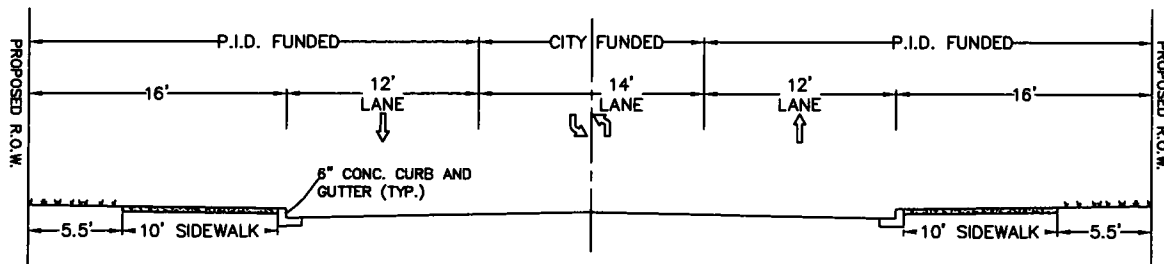 P.I.D. FUNDED
CITY FUNDED
P.I.D. FUNDED
PROPOSED R.O.W.
16'
12'
LANE
14'
LANE
12'
LANE
16'
PROPOSED R.O.W.
6" CONC. CURB AND
GUTTER (TYP.)
5.5'
10' SIDEWALK
10' SIDEWALK
5.5'